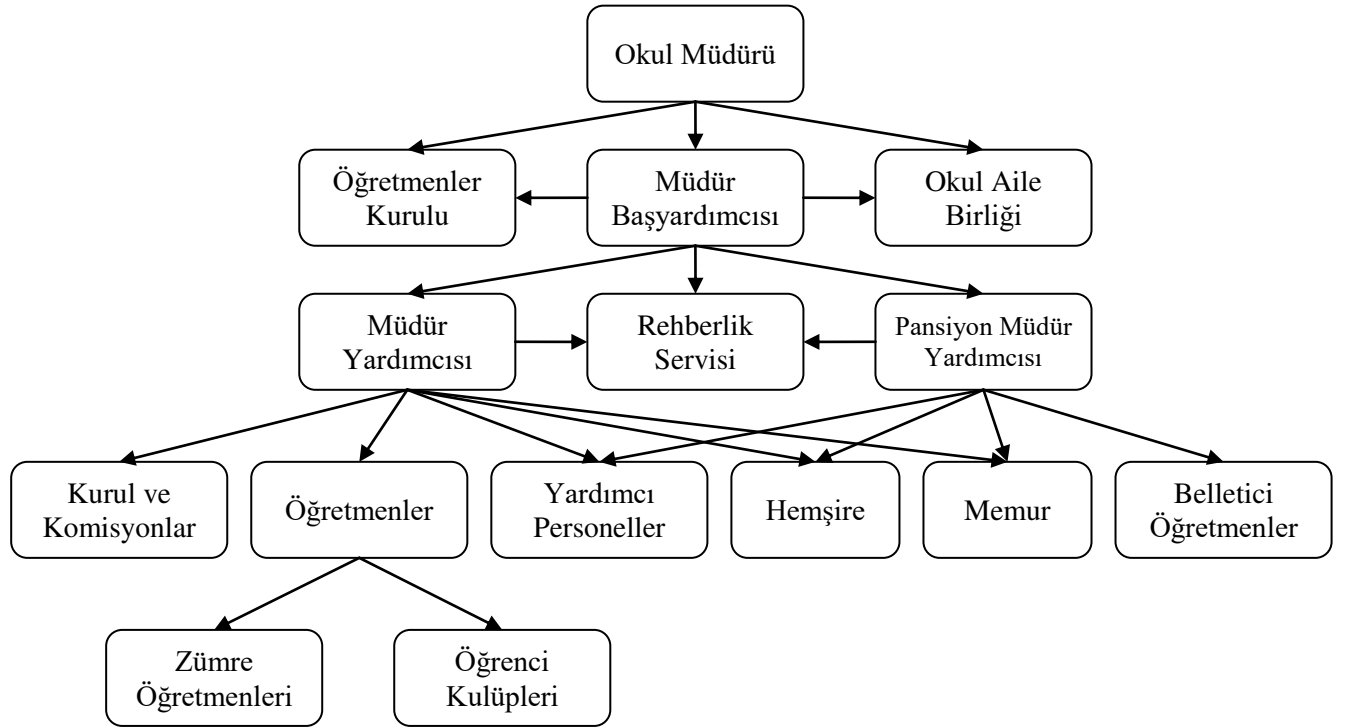 Okul Müdürü
Öğretmenler
Kurulu
Müdür
Başyardımcısı
Okul Aile
Birliği
Müdür
Yardımcısı
Rehberlik
Servisi
Pansiyon Müdür
Yardımcısı
Kurul ve
Komisyonlar
Öğretmenler
Yardımcı
Personeller
Hemşire
Memur
Belletici
Öğretmenler
Zümre
Öğretmenleri
Öğrenci
Kulüpleri